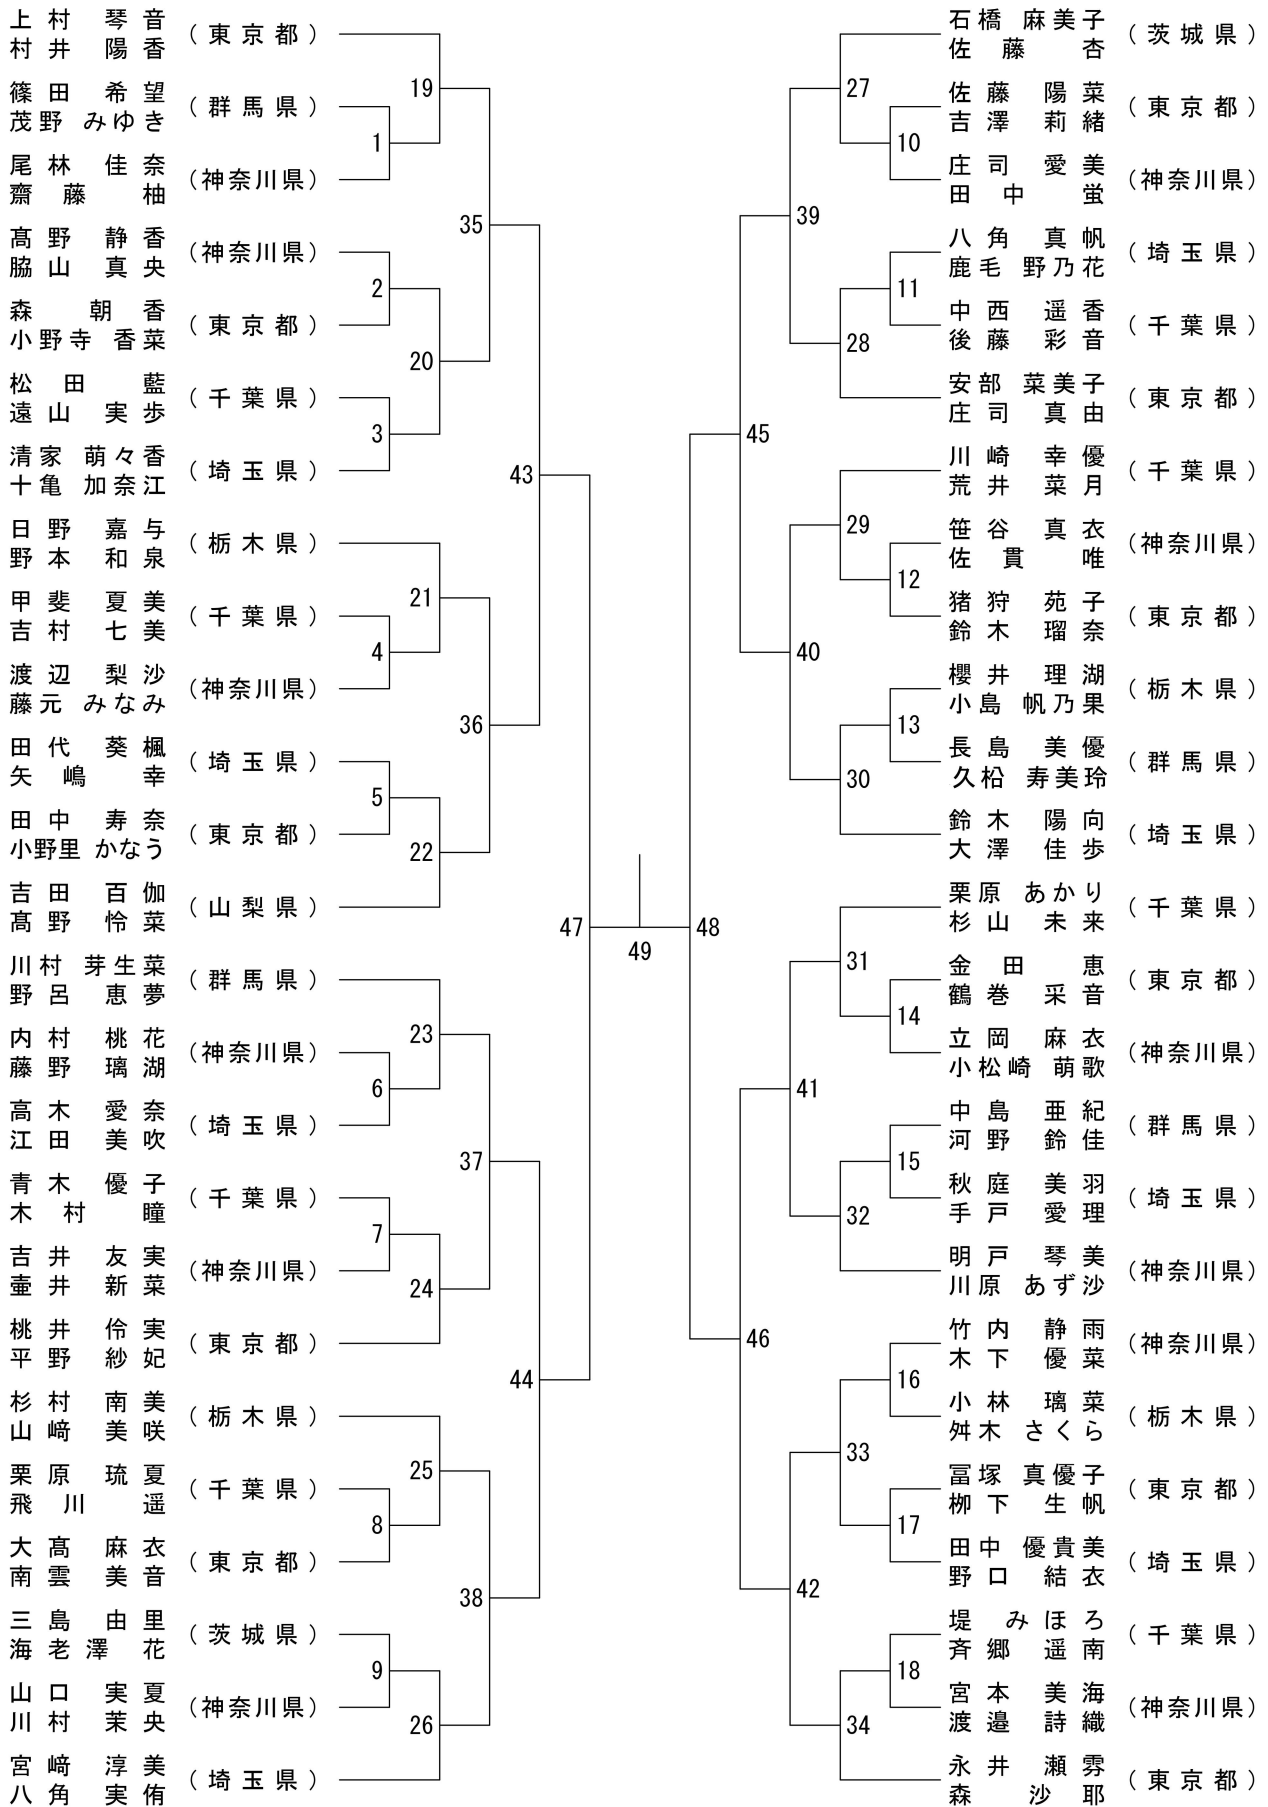 上村 琴音
村井 陽香
(東京都)
19
篠田 希望
茂野 みゆき
(群馬県)
1
尾林 佳奈
齋藤 柚
(神奈川県)
35
髙野 静香
脇山 真央
(神奈川県)
2
森 朝香
小野寺 香菜
(東京都)
20
松田 藍
遠山 実歩
(千葉県)
3
清家 萌々香
十亀 加奈江
(埼玉県)
43
日野 嘉与
野本 和泉
(栃木県)
21
甲斐 夏美
吉村 七美
(千葉県)
4
渡辺 梨沙
藤元 みなみ
(神奈川県)
36
田代 葵楓
矢嶋 幸
(埼玉県)
5
田中 寿奈
小野里 かなう
(東京都)
22
吉田 百伽
髙野 怜菜
(山梨県)
47
川村 芽生菜
野呂 恵夢
(群馬県)
23
内村 桃花
藤野 璃湖
(神奈川県)
6
高木 愛奈
江田 美吹
(埼玉県)
37
青木 優子
木村 瞳
(千葉県)
7
吉井 友実
壷井 新菜
(神奈川県)
24
桃井 伶実
平野 紗妃
(東京都)
44
杉村 南美
山﨑 美咲
(栃木県)
25
栗原 琉夏
飛川 遥
(千葉県)
8
大髙 麻衣
南雲 美音
(東京都)
38
三島 由里
海老澤 花
(茨城県)
9
山口 実夏
川村 茉央
(神奈川県)
26
宮﨑 淳美
八角 実侑
(埼玉県)
49
石橋 麻美子
佐藤 杏
(茨城県)
27
佐藤 陽菜
吉澤 莉緒
(東京都)
10
庄司 愛美
田中 蛍
(神奈川県)
39
八角 真帆
鹿毛 野乃花
(埼玉県)
11
中西 遥香
後藤 彩音
(千葉県)
28
安部 菜美子
庄司 真由
(東京都)
45
川崎 幸優
荒井 菜月
(千葉県)
29
笹谷 真衣
佐貫 唯
(神奈川県)
12
猪狩 苑子
鈴木 瑠奈
(東京都)
40
櫻井 理湖
小島 帆乃果
(栃木県)
13
長島 美優
久松 寿美玲
(群馬県)
30
鈴木 陽向
大澤 佳歩
(埼玉県)
48
栗原 あかり
杉山 未来
(千葉県)
31
金田 恵
鶴巻 采音
(東京都)
14
立岡 麻衣
小松崎 萌歌
(神奈川県)
41
中島 亜紀
河野 鈴佳
(群馬県)
15
秋庭 美羽
手戸 愛理
(埼玉県)
32
明戸 琴美
川原 あず沙
(神奈川県)
46
竹内 静雨
木下 優菜
(神奈川県)
16
小林 璃菜
舛木 さくら
(栃木県)
33
冨塚 真優子
柳下 生帆
(東京都)
17
田中 優貴美
野口 結衣
(埼玉県)
42
堤 みほろ
斉郷 遥南
(千葉県)
18
宮本 美海
渡邉 詩織
(神奈川県)
34
永井 瀬雰
森 沙耶
(東京都)